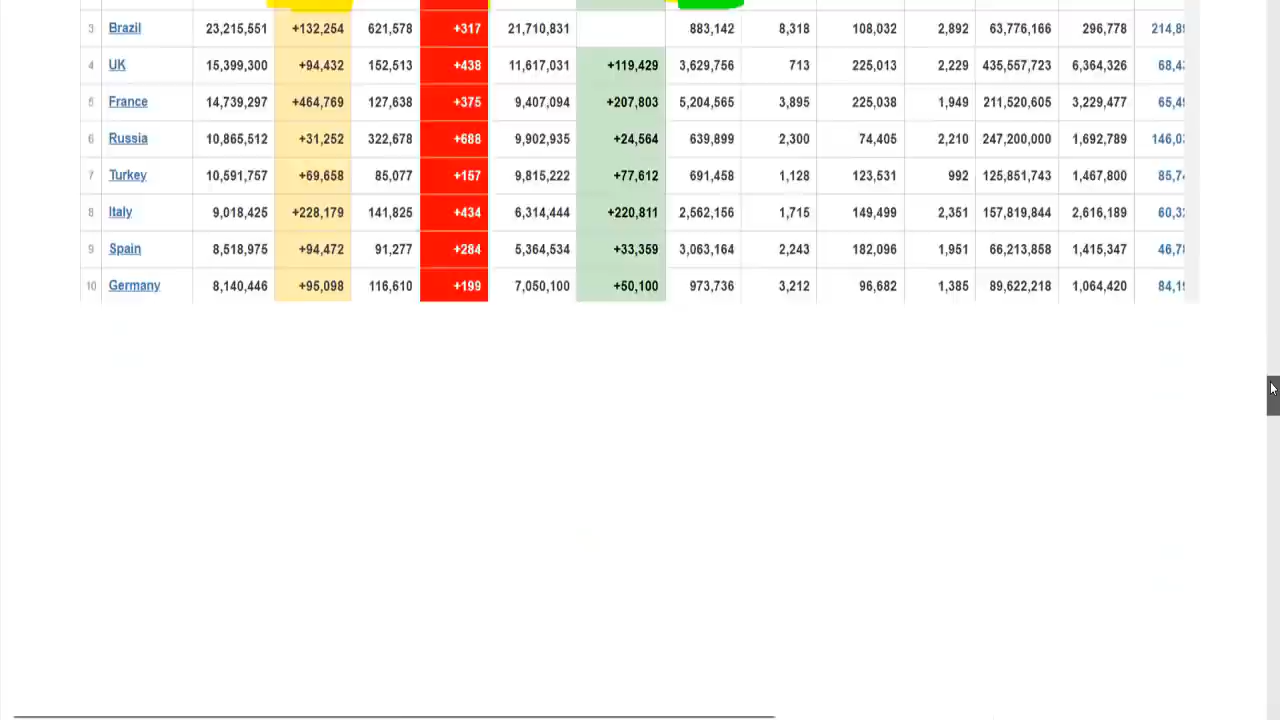 3 Brazil 23,215,551 +132,254 621,578 +317 21,710,831 883,142 8,318 108,032 2,892 63,776,166 296,778
4 UK 15,399,300 +94,432 152,513 +438 11,617,031 +119,429 3,629,756 713 225,013 2,229 435,557,723 6,364,326
5 France 14,739,297 +464,769 127,638 +375 9,407,094 +207,803 5,204,565 3,895 225,038 1,949 211,520,605 3,229,477
6 Russia 10,865,512 +31,252 322,678 +688 9,902,935 +24,564 639,899 2,300 74,405 2,210 247,200,000 1,692,789
7 Turkey 10,591,757 +69,658 85,077 +157 9,815,222 +77,612 691,458 1,128 123,531 992 125,851,743 1,467,800
8 Italy 9,018,425 +228,179 141,825 +434 6,314,444 +220,811 2,562,156 1,715 149,499 2,351 157,819,844 2,616,189
9 Spain 8,518,975 +94,472 91,277 +284 5,364,534 +33,359 3,063,164 2,243 182,096 1,951 66,213,858 1,415,347
10 Germany 8,140,446 +95,098 116,610 +199 7,050,100 +50,100 973,736 3,212 96,682 1,385 89,622,218 1,064,420